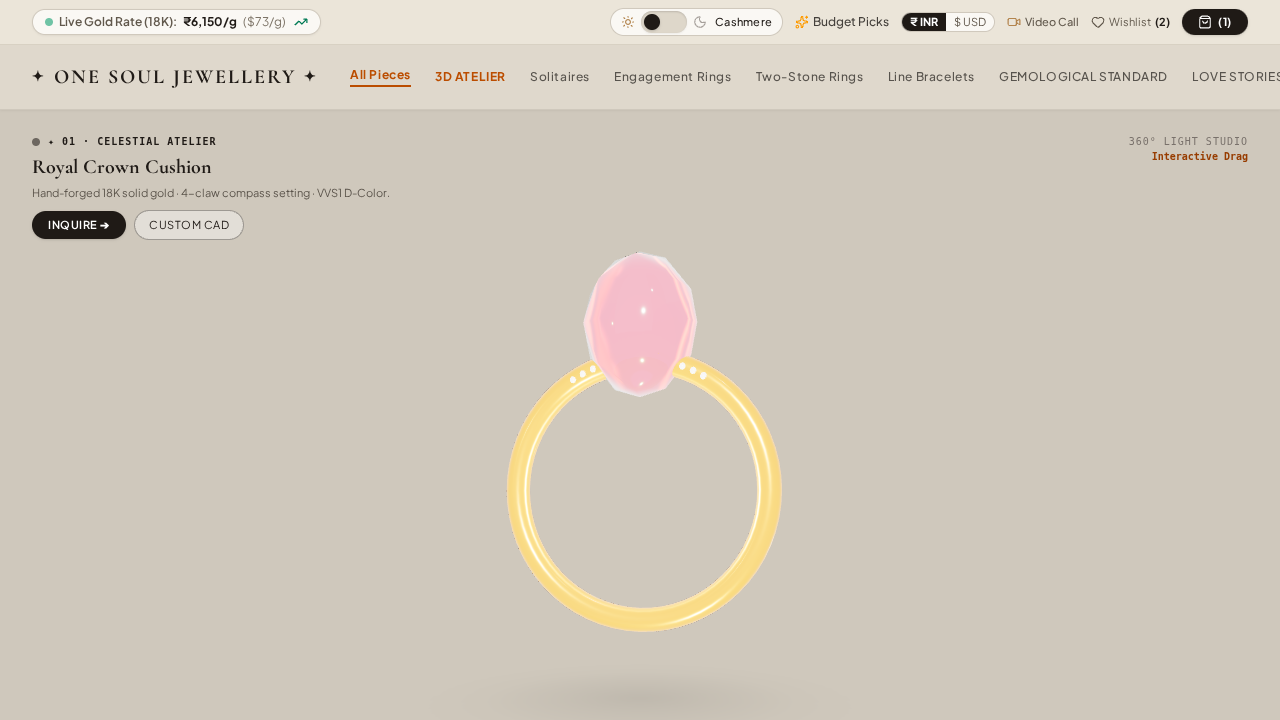 Live Gold Rate (18K): ₹6,150/g ($73/g)
Cashmere
Budget Picks
₹ INR $ USD
Video Call
Wishlist (2)
(1)
✦ ONE SOUL JEWELLERY ✦
All Pieces
3D ATELIER
Solitaires
Engagement Rings
Two-Stone Rings
Line Bracelets
GEMOLOGICAL STANDARD
LOVE STORIES
✦ 01 · CELESTIAL ATELIER
Royal Crown Cushion
Hand-forged 18K solid gold · 4-claw compass setting · VVS1 D-Color.
INQUIRE ➔
CUSTOM CAD
360° LIGHT STUDIO
Interactive Drag